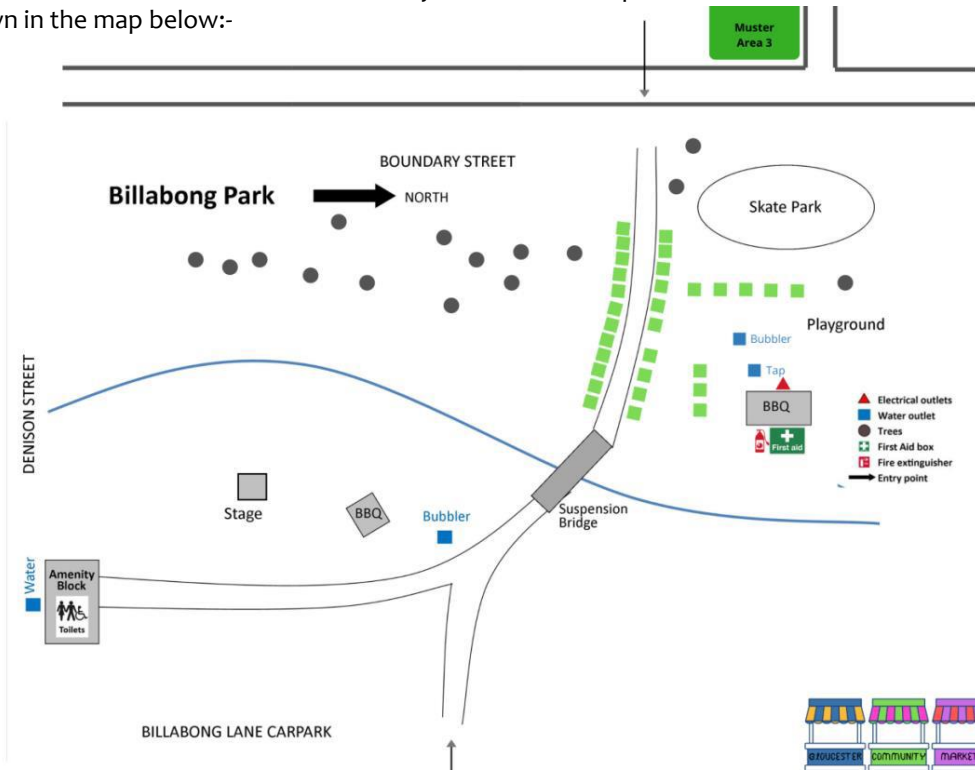 wn in the map below:-
Muster
Area 3
BOUNDARY STREET
Billabong Park
NORTH
Skate Park
Playground
Bubbler
Tap
BBQ
First aid
Electrical outlets
Water outlet
Trees
First Aid box
Fire extinguisher
Entry point
DENISON STREET
Stage
BBQ
Bubbler
Suspension
Bridge
Water
Amenity
Block
Toilets
BILLABONG LANE CARPARK
GLOUCESTER COMMUNITY MARKET